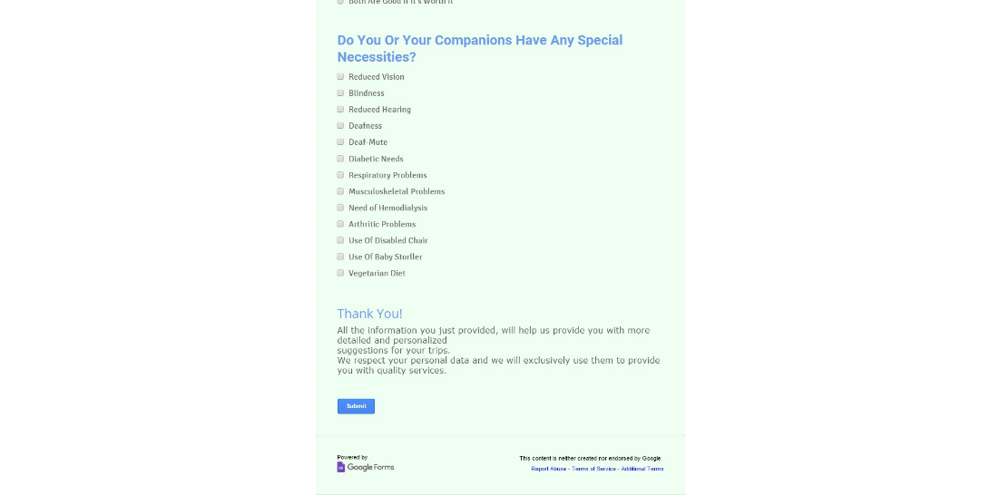 Both Are Good If It's Worth It
Do You Or Your Companions Have Any Special
Necessities?
Reduced Vision
Blindness
Reduced Hearing
Deafness
Deaf-Mute
Diabetic Needs
Respiratory Problems
Musculoskeletal Problems
Need of Hemodialysis
Arthritic Problems
Use Of Disabled Chair
Use Of Baby Storller
Vegetarian Diet
Thank You!
All the information you just provided, will help us provide you with more
detailed and personalized
suggestions for your trips.
We respect your personal data and we will exclusively use them to provide
you with quality services.
Submit
Powered by
Google Forms
This content is neither created nor endorsed by Google.
Report Abuse - Terms of Service - Additional Terms